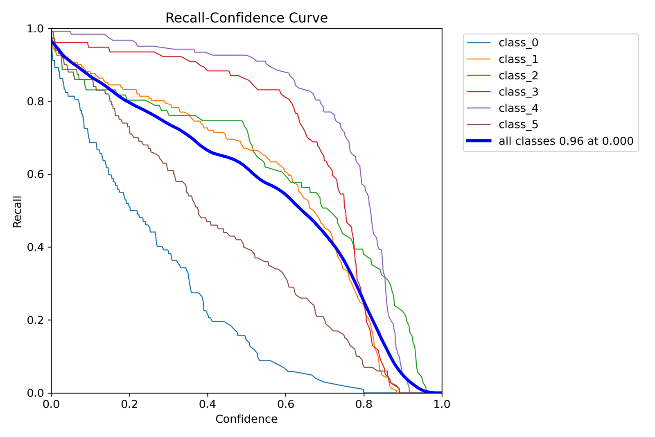 Recall-Confidence Curve
1.0
0.8
0.6
0.4
0.2
0.0
Recall
0.0 0.2 0.4 0.6 0.8 1.0
Confidence
class_0
class_1
class_2
class_3
class_4
class_5
all classes 0.96 at 0.000